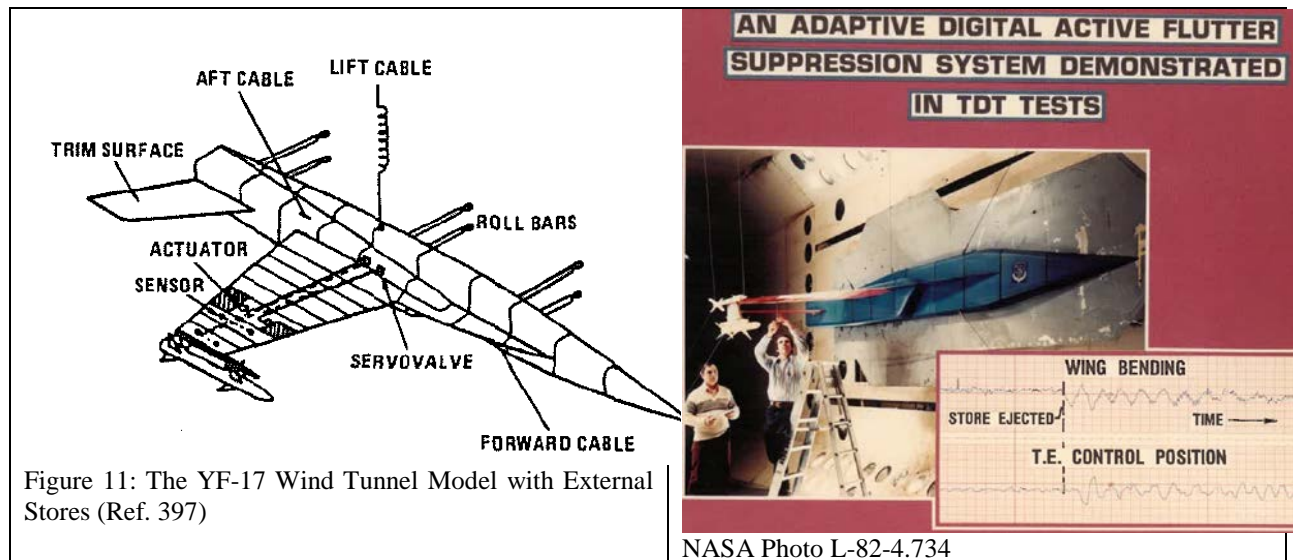 AFT CABLE
LIFT CABLE
TRIM SURFACE
ROLL BARS
ACTUATOR
SENSOR
SERVOVALVE
FORWARD CABLE
Figure 11: The YF-17 Wind Tunnel Model with External
Stores (Ref. 397)
AN ADAPTIVE DIGITAL ACTIVE FLUTTER
SUPPRESSION SYSTEM DEMONSTRATED
IN TDT TESTS
WING BENDING
STORE EJECTED
TIME
T.E. CONTROL POSITION
NASA Photo L-82-4.734